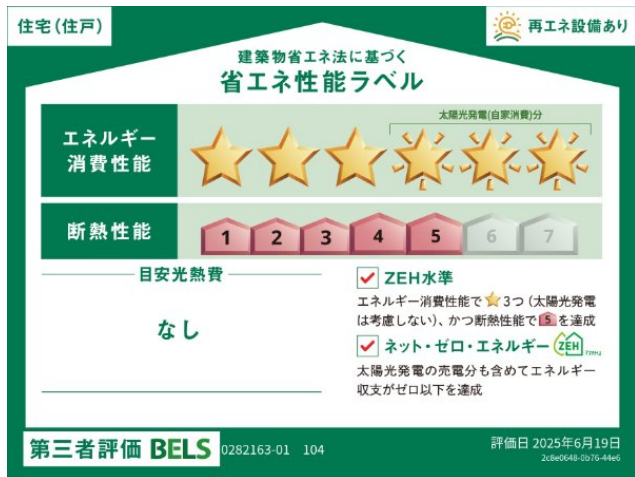 住宅(住戸)
再エネ設備あり
建築物省エネ法に基づく
省エネ性能ラベル
太陽光発電(自家消費)分
エネルギー
消費性能
断熱性能
1 2 3 4 5 6 7
目安光熱費
なし
ZEH水準
エネルギー消費性能で⭐3つ（太陽光発電
は考慮しない）、かつ断熱性能で5を達成
ネット・ゼロ・エネルギー ZEH
太陽光発電の売電分も含めてエネルギー
収支がゼロ以下を達成
第三者評価 BELS 0282163-01 104
評価日 2025年6月19日
2c8e0648-0b76-44e6